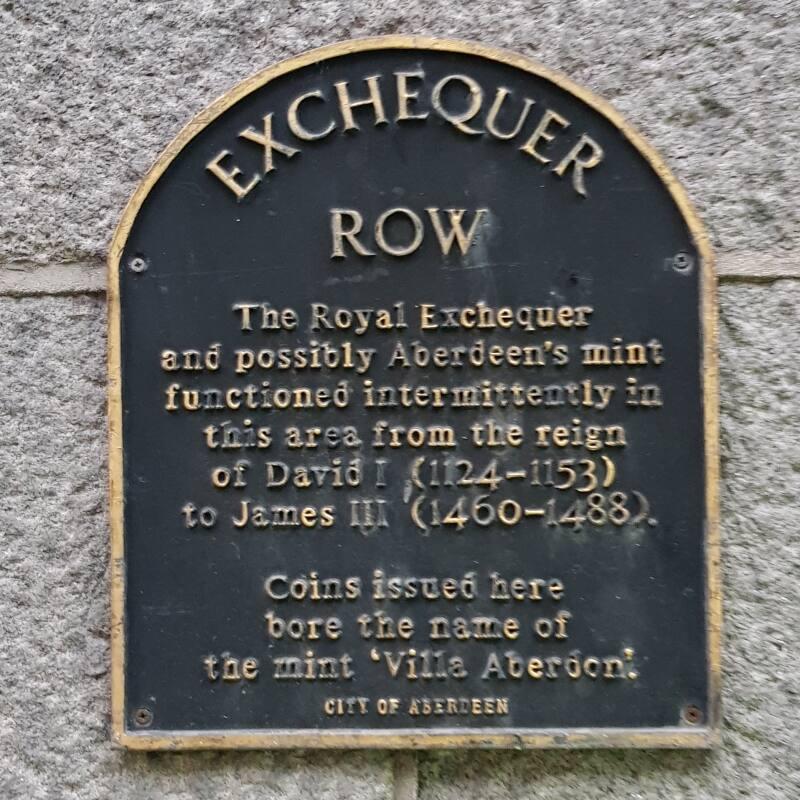 EXCHEQUER
ROW
The Royal Exchequer
and possibly Aberdeen's mint
functioned intermittently in
this area from the reign
of David I (1124–1153)
to James III (1460–1488).
Coins issued here
bore the name of
the mint 'Villa Aberdon'.
CITY OF ABERDEEN